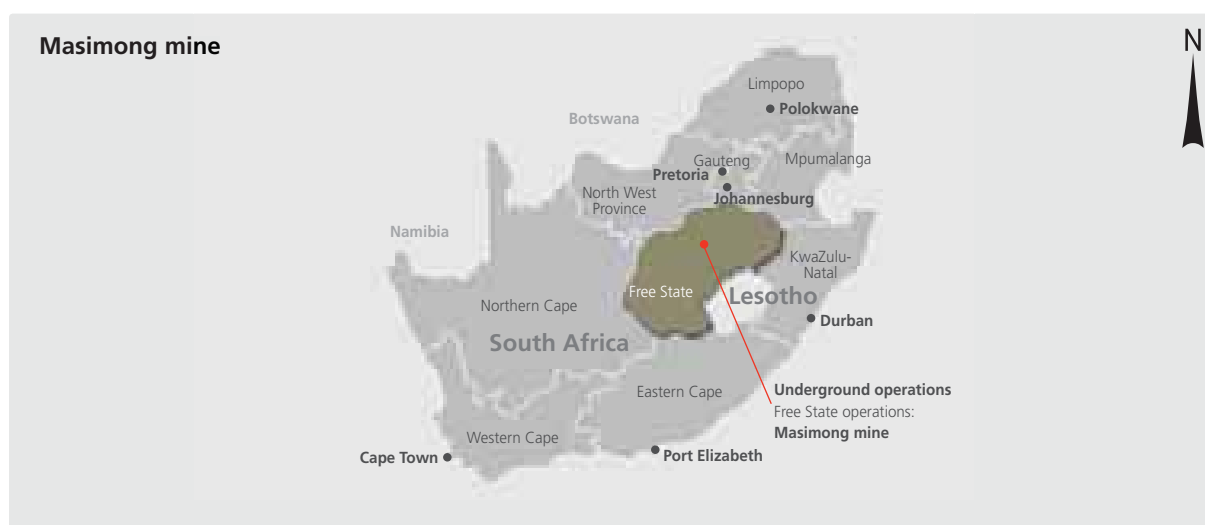 Masimong mine
N
Limpopo
Polokwane
Botswana
Gauteng
Mpumalanga
Pretoria
North West
Province
Johannesburg
Namibia
KwaZulu-
Natal
Free State
Lesotho
Northern Cape
Durban
South Africa
Eastern Cape
Underground operations
Free State operations:
Masimong mine
Western Cape
Cape Town
Port Elizabeth